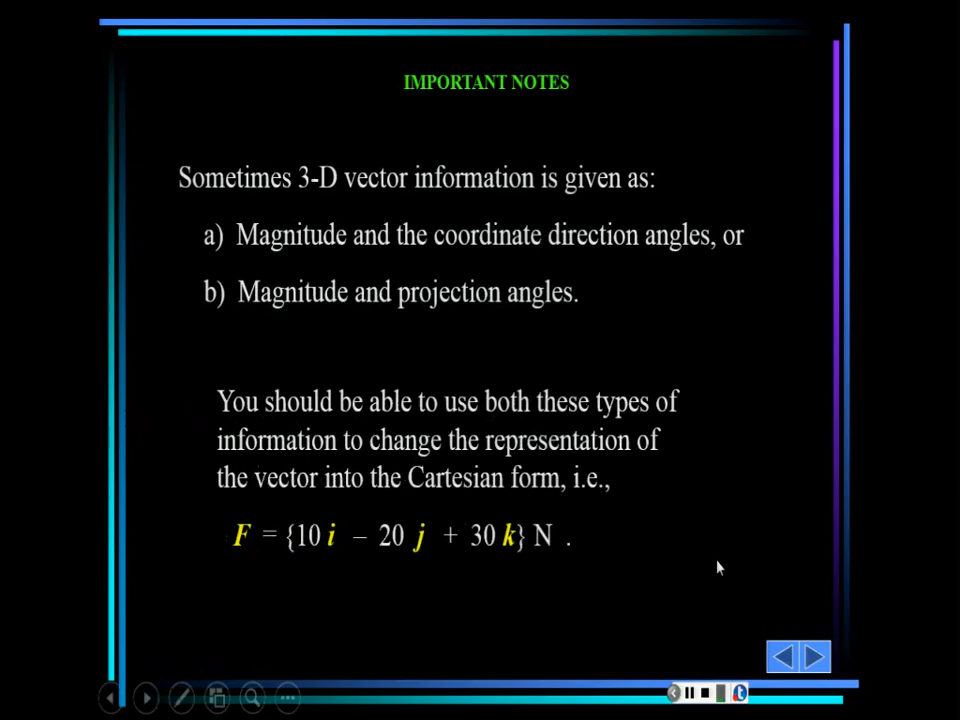 IMPORTANT NOTES
Sometimes 3-D vector information is given as:
a) Magnitude and the coordinate direction angles, or
b) Magnitude and projection angles.
You should be able to use both these types of
information to change the representation of
the vector into the Cartesian form, i.e.,
F = {10 i – 20 j + 30 k} N .